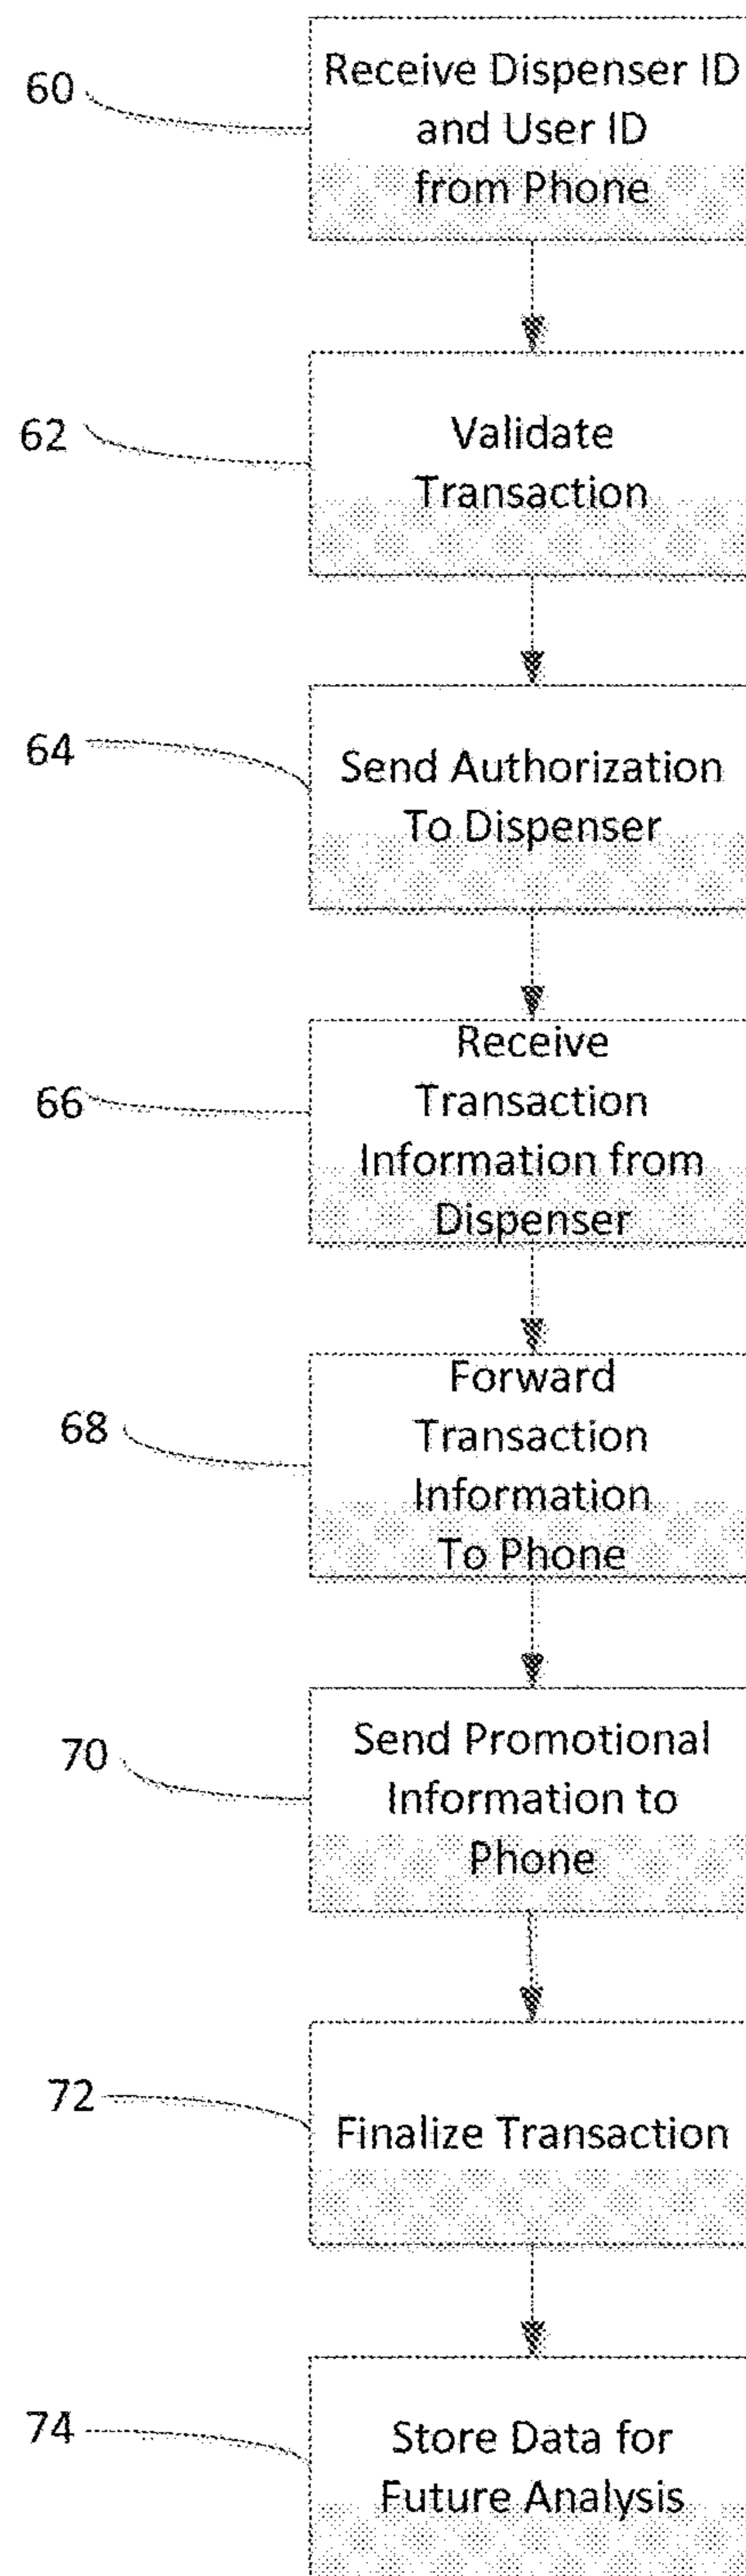 60
Receive Dispenser ID
and User ID
from Phone
62
Validate
Transaction
64
Send Authorization
To Dispenser
66
Receive
Transaction
Information from
Dispenser
68
Forward
Transaction
Information
To Phone
70
Send Promotional
Information to
Phone
72
Finalize Transaction
74
Store Data for
Future Analysis